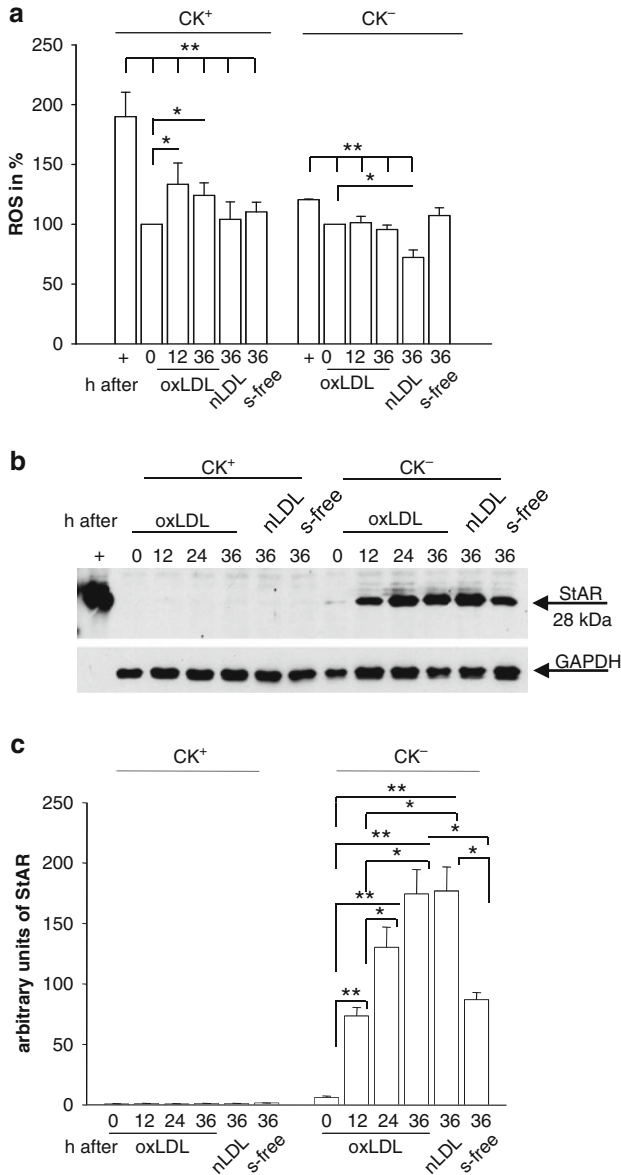 a
CK⁺ CK⁻
250
200
150
100
50
0
ROS in %
**
*
*
**
*
+ 0 12 36 36 36 + 0 12 36 36 36
h after oxLDL nLDL s-free oxLDL nLDL s-free
b
CK⁺ CK⁻
h after oxLDL nLDL s-free oxLDL nLDL s-free
+ 0 12 24 36 36 36 0 12 24 36 36 36
StAR
28 kDa
GAPDH
c
CK⁺ CK⁻
250
200
150
100
50
0
arbitrary units of StAR
**
*
** *
* *
**
*
**
0 12 24 36 36 36 0 12 24 36 36 36
h after oxLDL nLDL s-free oxLDL nLDL s-free